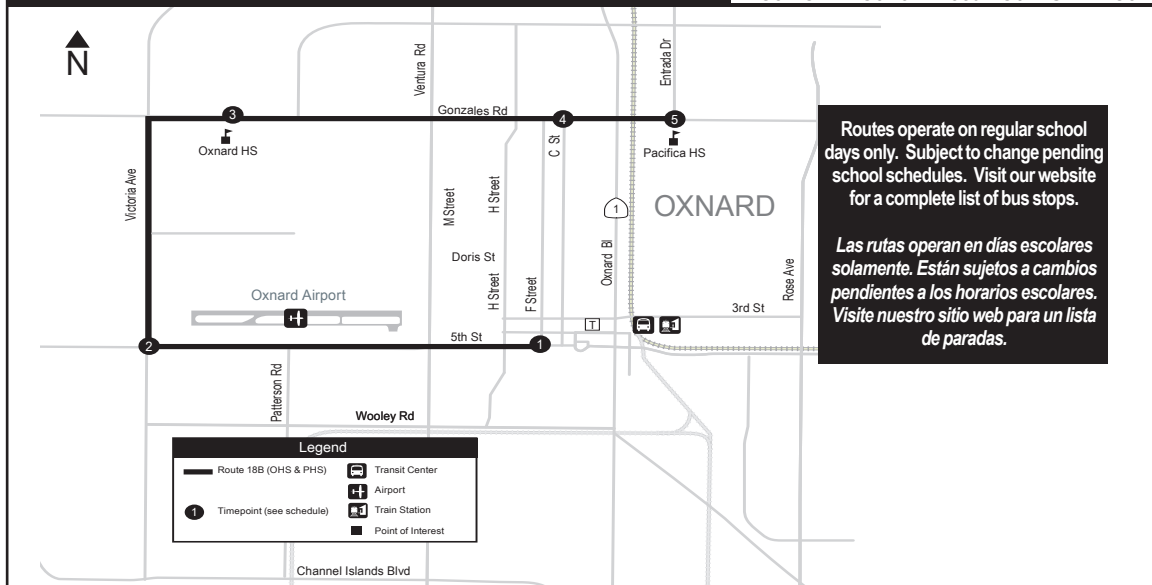 N
Ventura Rd
Entrada Dr
3
Gonzales Rd
4
5
Oxnard HS
C St
Pacifica HS
Victoria Ave
M Street
H Street
1
OXNARD
Doris St
H Street
F Street
Oxnard Bl
Rose Ave
Oxnard Airport
3rd St
T
2
5th St
1
Patterson Rd
Wooley Rd
Legend
Route 18B (OHS & PHS)
Transit Center
Airport
1
Timepoint (see schedule)
Train Station
Point of Interest
Channel Islands Blvd
Routes operate on regular school
days only. Subject to change pending
school schedules. Visit our website
for a complete list of bus stops.
Las rutas operan en días escolares
solamente. Están sujetos a cambios
pendientes a los horarios escolares.
Visite nuestro sitio web para un lista
de paradas.